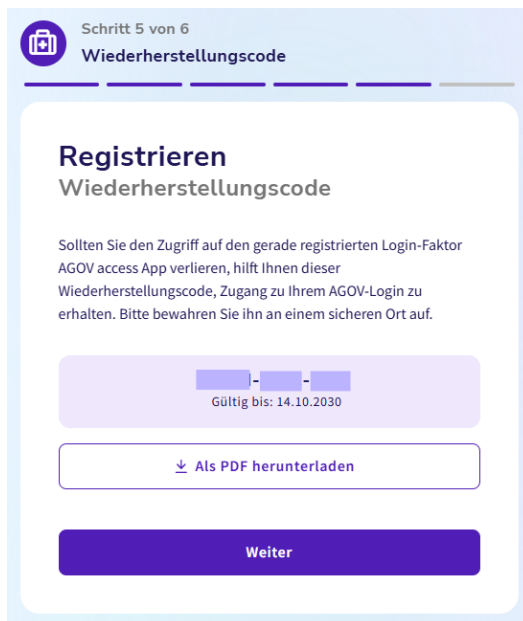 Schritt 5 von 6
Wiederherstellungscode
Registrieren
Wiederherstellungscode
Sollten Sie den Zugriff auf den gerade registrierten Login-Faktor
AGOV access App verlieren, hilft Ihnen dieser
Wiederherstellungscode, Zugang zu Ihrem AGOV-Login zu
erhalten. Bitte bewahren Sie ihn an einem sicheren Ort auf.
- -
Gültig bis: 14.10.2030
Als PDF herunterladen
Weiter